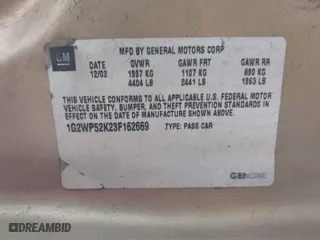 GM
MFD BY GENERAL MOTORS CORP
DATE GVWR GAWR FRT GAWR RR
12/02 1997 KG 1107 KG 890 KG
4404 LB 2441 LB 1963 LB
THIS VEHICLE CONFORMS TO ALL APPLICABLE U.S. FEDERAL MOTOR
VEHICLE SAFETY, BUMPER, AND THEFT PREVENTION STANDARDS IN
EFFECT ON THE DATE OF MANUFACTURE SHOWN ABOVE.
1G2WP52K23F162669 TYPE: PASS CAR
DREAMBID